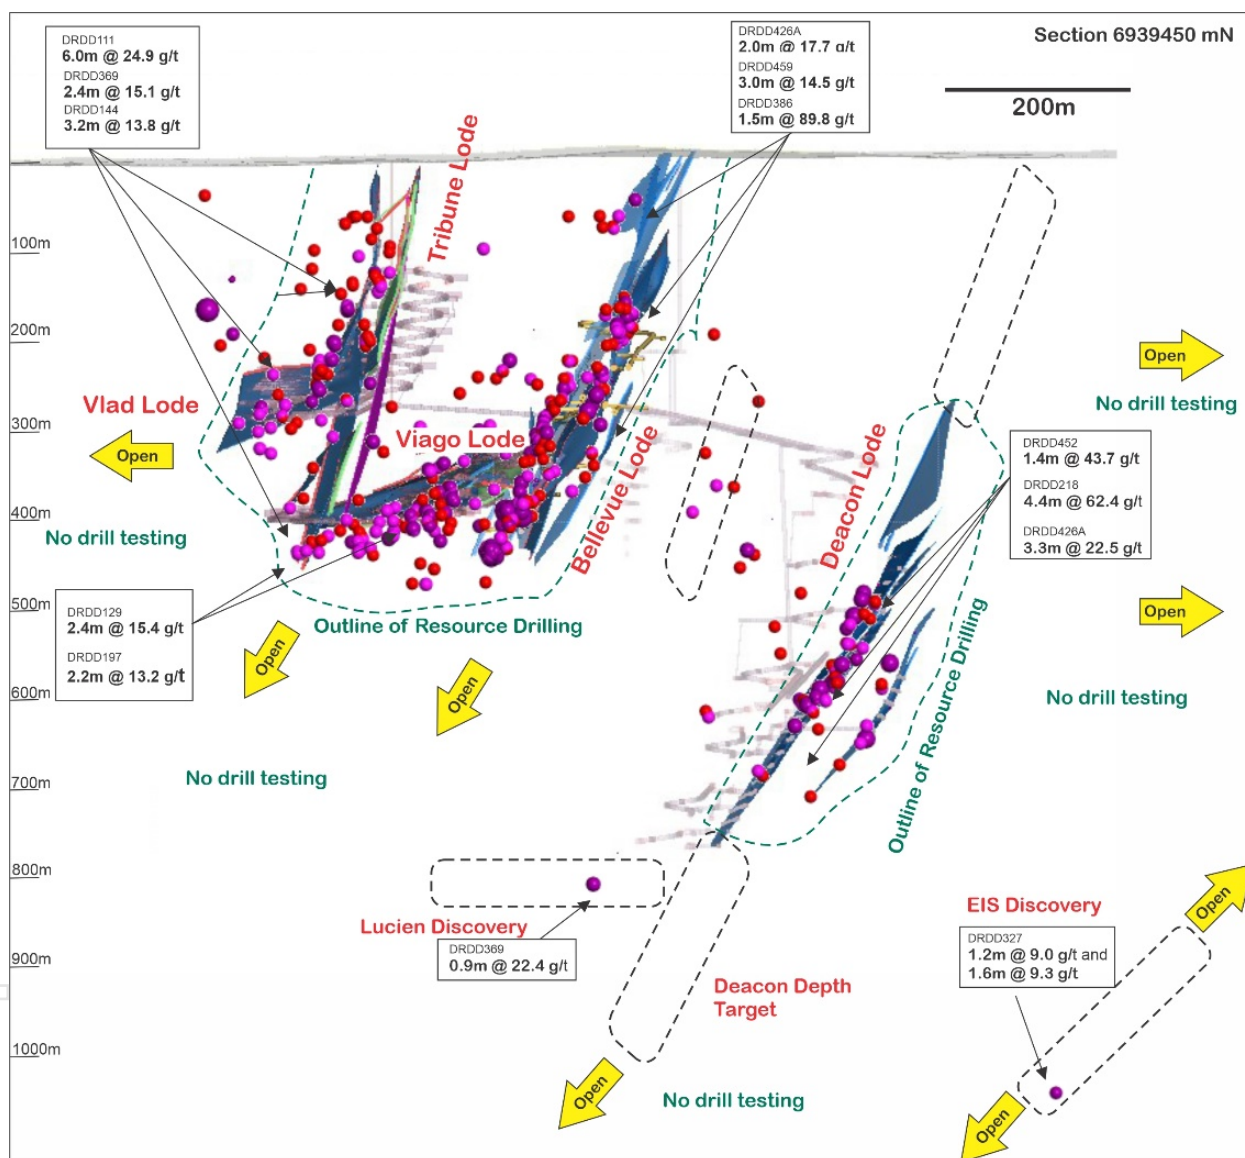 Section 6939450 mN
200m
DRDD111
6.0m @ 24.9 g/t
DRDD369
2.4m @ 15.1 g/t
DRDD144
3.2m @ 13.8 g/t
DRDD426A
2.0m @ 17.7 g/t
DRDD459
3.0m @ 14.5 g/t
DRDD386
1.5m @ 89.8 g/t
Tribune Lode
100m
200m
300m
400m
500m
600m
700m
800m
900m
1000m
Vlad Lode
Open
No drill testing
Viago Lode
Bellevue Lode
Deacon Lode
Open
No drill testing
DRDD452
1.4m @ 43.7 g/t
DRDD218
4.4m @ 62.4 g/t
DRDD426A
3.3m @ 22.5 g/t
DRDD129
2.4m @ 15.4 g/t
DRDD197
2.2m @ 13.2 g/t
Outline of Resource Drilling
Open
Open
Open
No drill testing
No drill testing
Outline of Resource Drilling
Lucien Discovery
DRDD369
0.9m @ 22.4 g/t
Deacon Depth
Target
EIS Discovery
DRDD327
1.2m @ 9.0 g/t and
1.6m @ 9.3 g/t
Open
Open
No drill testing
Open